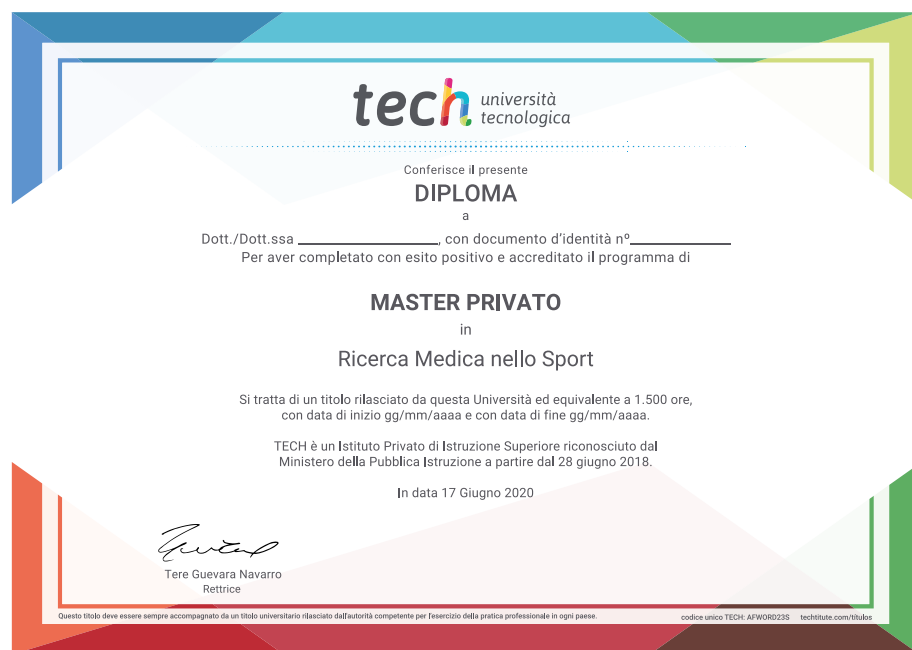 tech università
tecnologica
Conferisce il presente
DIPLOMA
a
Dott./Dott.ssa ____________________, con documento d'identità nº______________
Per aver completato con esito positivo e accreditato il programma di
MASTER PRIVATO
in
Ricerca Medica nello Sport
Si tratta di un titolo rilasciato da questa Università ed equivalente a 1.500 ore,
con data di inizio gg/mm/aaaa e con data di fine gg/mm/aaaa.
TECH è un Istituto Privato di Istruzione Superiore riconosciuto dal
Ministero della Pubblica Istruzione a partire dal 28 giugno 2018.
In data 17 Giugno 2020
Tere Guevara Navarro
Rettrice
Questo titolo deve essere sempre accompagnato da un titolo universitario rilasciato dall'autorità competente per l'esercizio della pratica professionale in ogni paese.
codice unico TECH: AFWORD23S techtitute.com/titulos